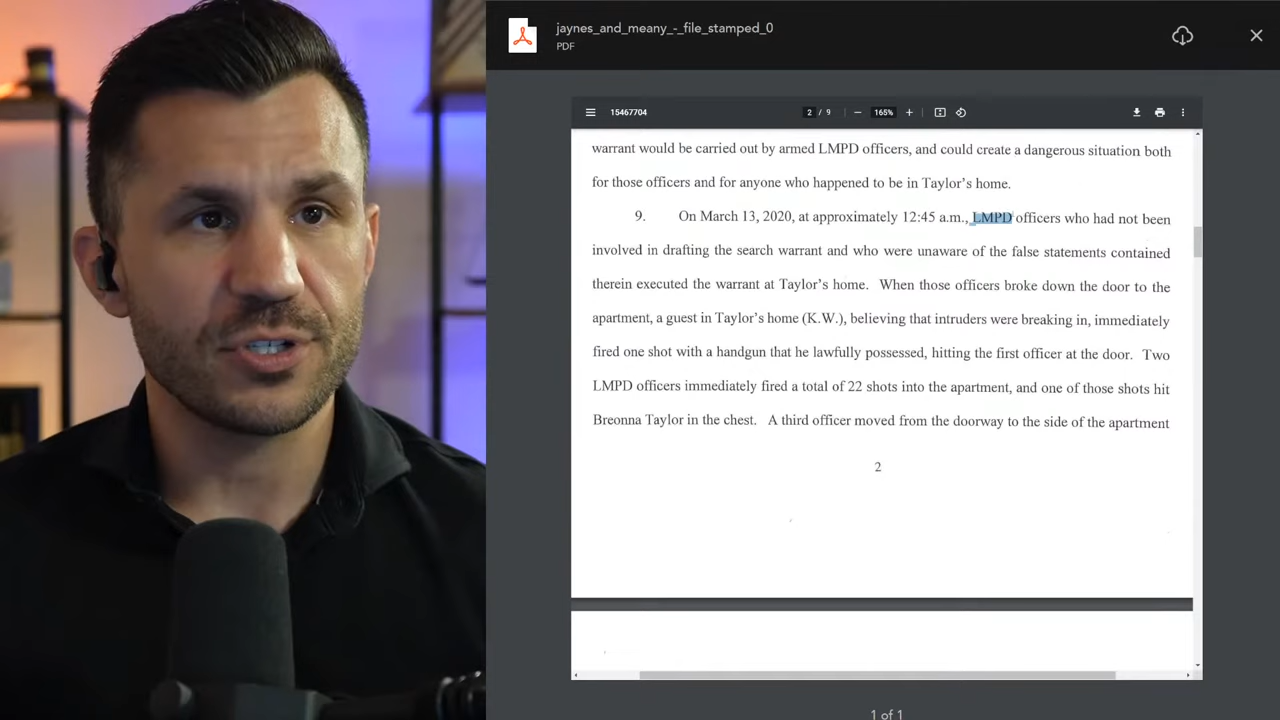 jaynes_and_meany_-_file_stamped_0
PDF
15467704
2 / 9
165%
warrant would be carried out by armed LMPD officers, and could create a dangerous situation both
for those officers and for anyone who happened to be in Taylor's home.
9. On March 13, 2020, at approximately 12:45 a.m., LMPD officers who had not been
involved in drafting the search warrant and who were unaware of the false statements contained
therein executed the warrant at Taylor's home. When those officers broke down the door to the
apartment, a guest in Taylor's home (K.W.), believing that intruders were breaking in, immediately
fired one shot with a handgun that he lawfully possessed, hitting the first officer at the door. Two
LMPD officers immediately fired a total of 22 shots into the apartment, and one of those shots hit
Breonna Taylor in the chest. A third officer moved from the doorway to the side of the apartment
2
1 of 1